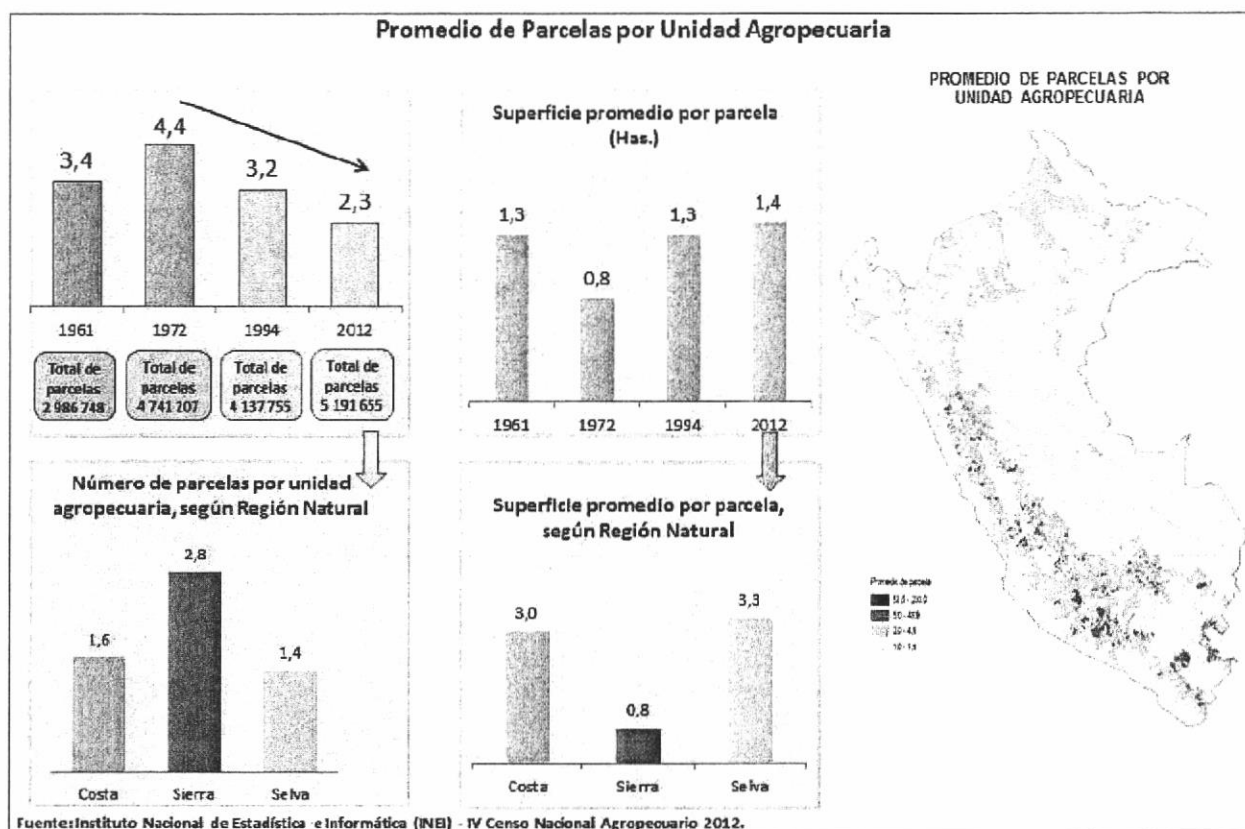 Promedio de Parcelas por Unidad Agropecuaria
3,4
4,4
3,2
2,3
1961
1972
1994
2012
Total de
parcelas
2 986 748
Total de
parcelas
4 741 207
Total de
parcelas
4 137 755
Total de
parcelas
5 191 655
Superficie promedio por parcela
(Has.)
1,3
0,8
1,3
1,4
1961
1972
1994
2012
Número de parcelas por unidad
agropecuaria, según Región Natural
1,6
2,8
1,4
Costa
Sierra
Selva
Superficie promedio por parcela,
según Región Natural
3,0
0,8
3,3
Costa
Sierra
Selva
PROMEDIO DE PARCELAS POR
UNIDAD AGROPECUARIA
Promedio de parcela
Fuente: Instituto Nacional de Estadística e Informática (INEI) - IV Censo Nacional Agropecuario 2012.